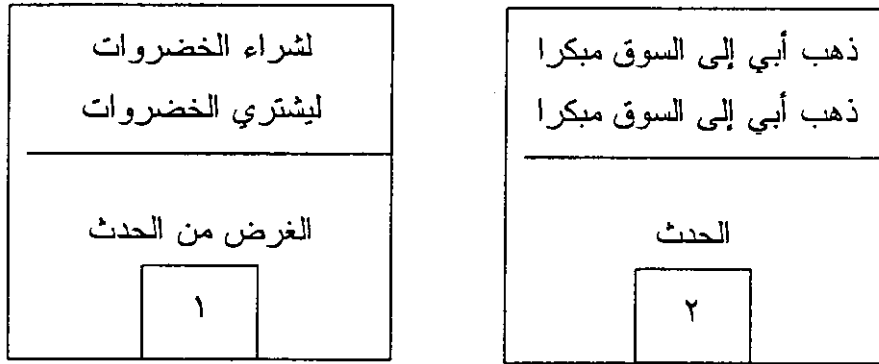 ذهب أبي إلى السوق مبكرا
ذهب أبي إلى السوق مبكرا
الحدث
٢
لشراء الخضروات
ليشتري الخضروات
الغرض من الحدث
١